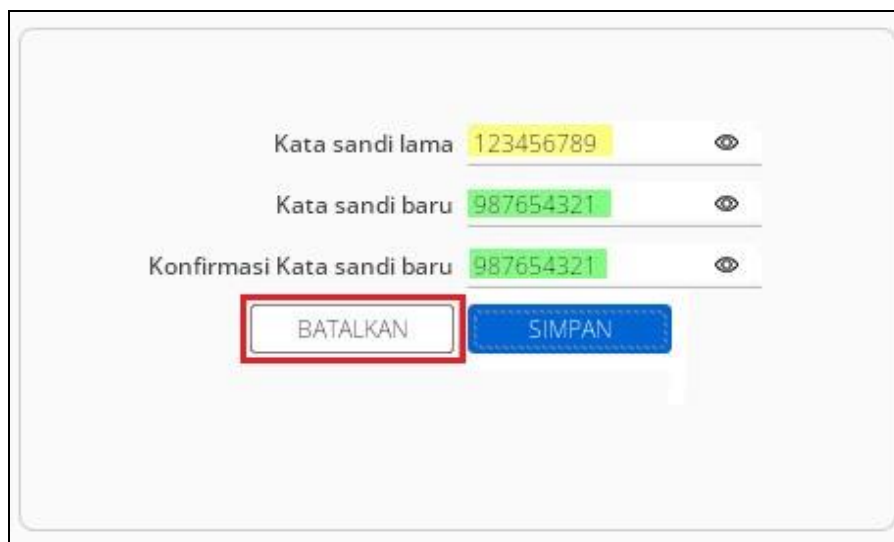 Kata sandi lama 123456789
Kata sandi baru 987654321
Konfirmasi Kata sandi baru 987654321
BATALKAN SIMPAN